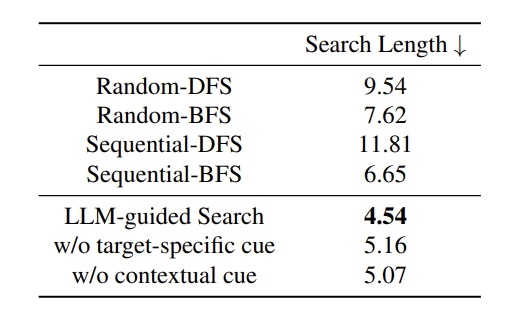 Search Length ↓
Random-DFS 9.54
Random-BFS 7.62
Sequential-DFS 11.81
Sequential-BFS 6.65
LLM-guided Search 4.54
w/o target-specific cue 5.16
w/o contextual cue 5.07